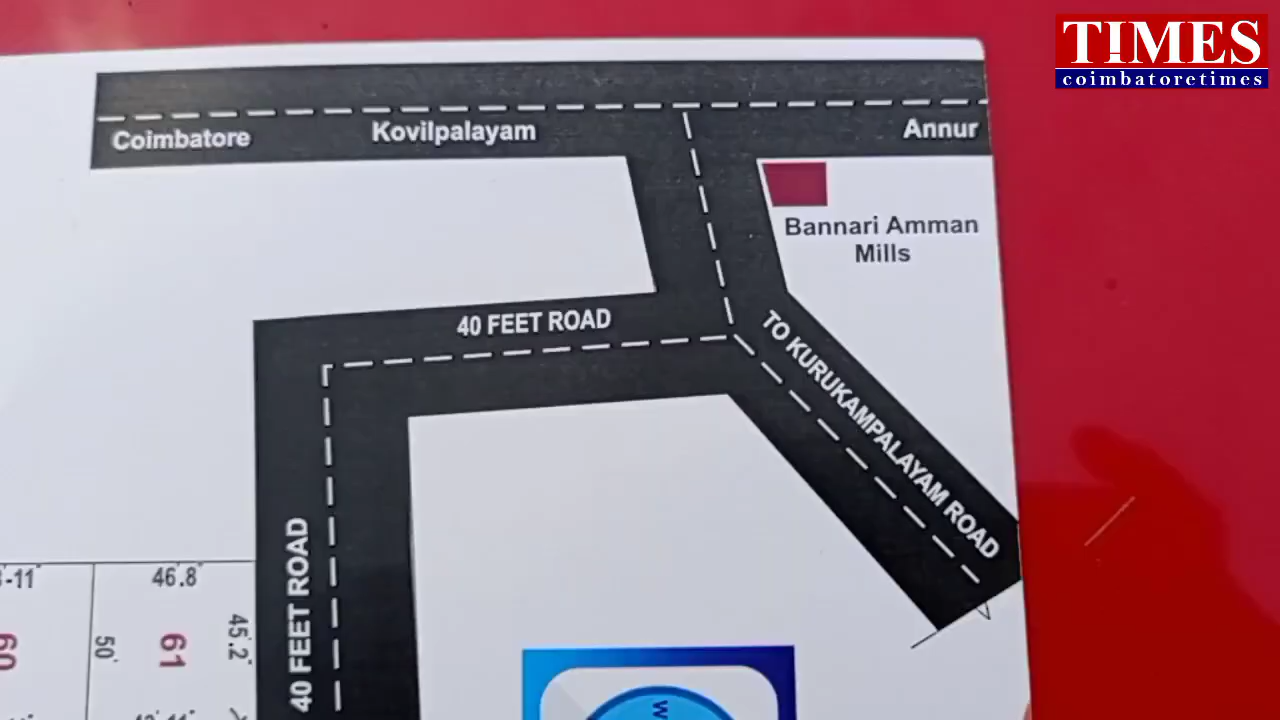 TIMES
coimbatoretimes
Coimbatore
Kovilpalayam
Annur
Bannari Amman
Mills
40 FEET ROAD
TO KURUKAMPALAYAM ROAD
40 FEET ROAD
-11"
46'.8"
60
50'
61
45'.2"
W